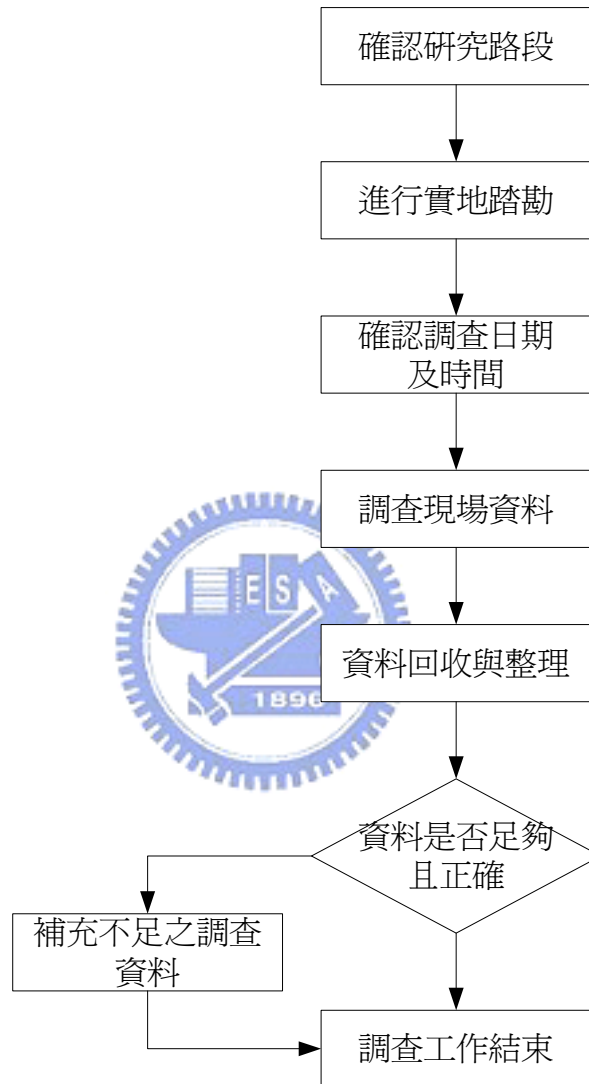 確認研究路段
進行實地踏勘
確認調查日期
及時間
調查現場資料
ESA
資料回收與整理
1896
資料是否足夠
且正確
補充不足之調查
資料
調查工作結束